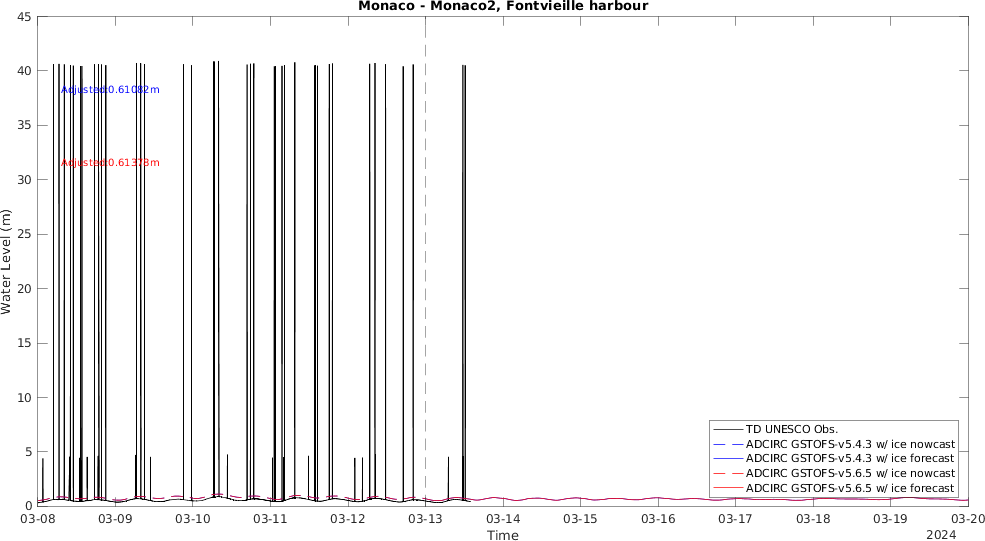 Monaco - Monaco2, Fontvieille harbour
45
40
35
30
25
20
15
10
5
0
Water Level (m)
Adjusted:0.61082m
Adjusted:0.61378m
TD UNESCO Obs.
ADCIRC GSTOFS-v5.4.3 w/ ice nowcast
ADCIRC GSTOFS-v5.4.3 w/ ice forecast
ADCIRC GSTOFS-v5.6.5 w/ ice nowcast
ADCIRC GSTOFS-v5.6.5 w/ ice forecast
03-08 03-09 03-10 03-11 03-12 03-13 03-14 03-15 03-16 03-17 03-18 03-19 03-20
Time
2024